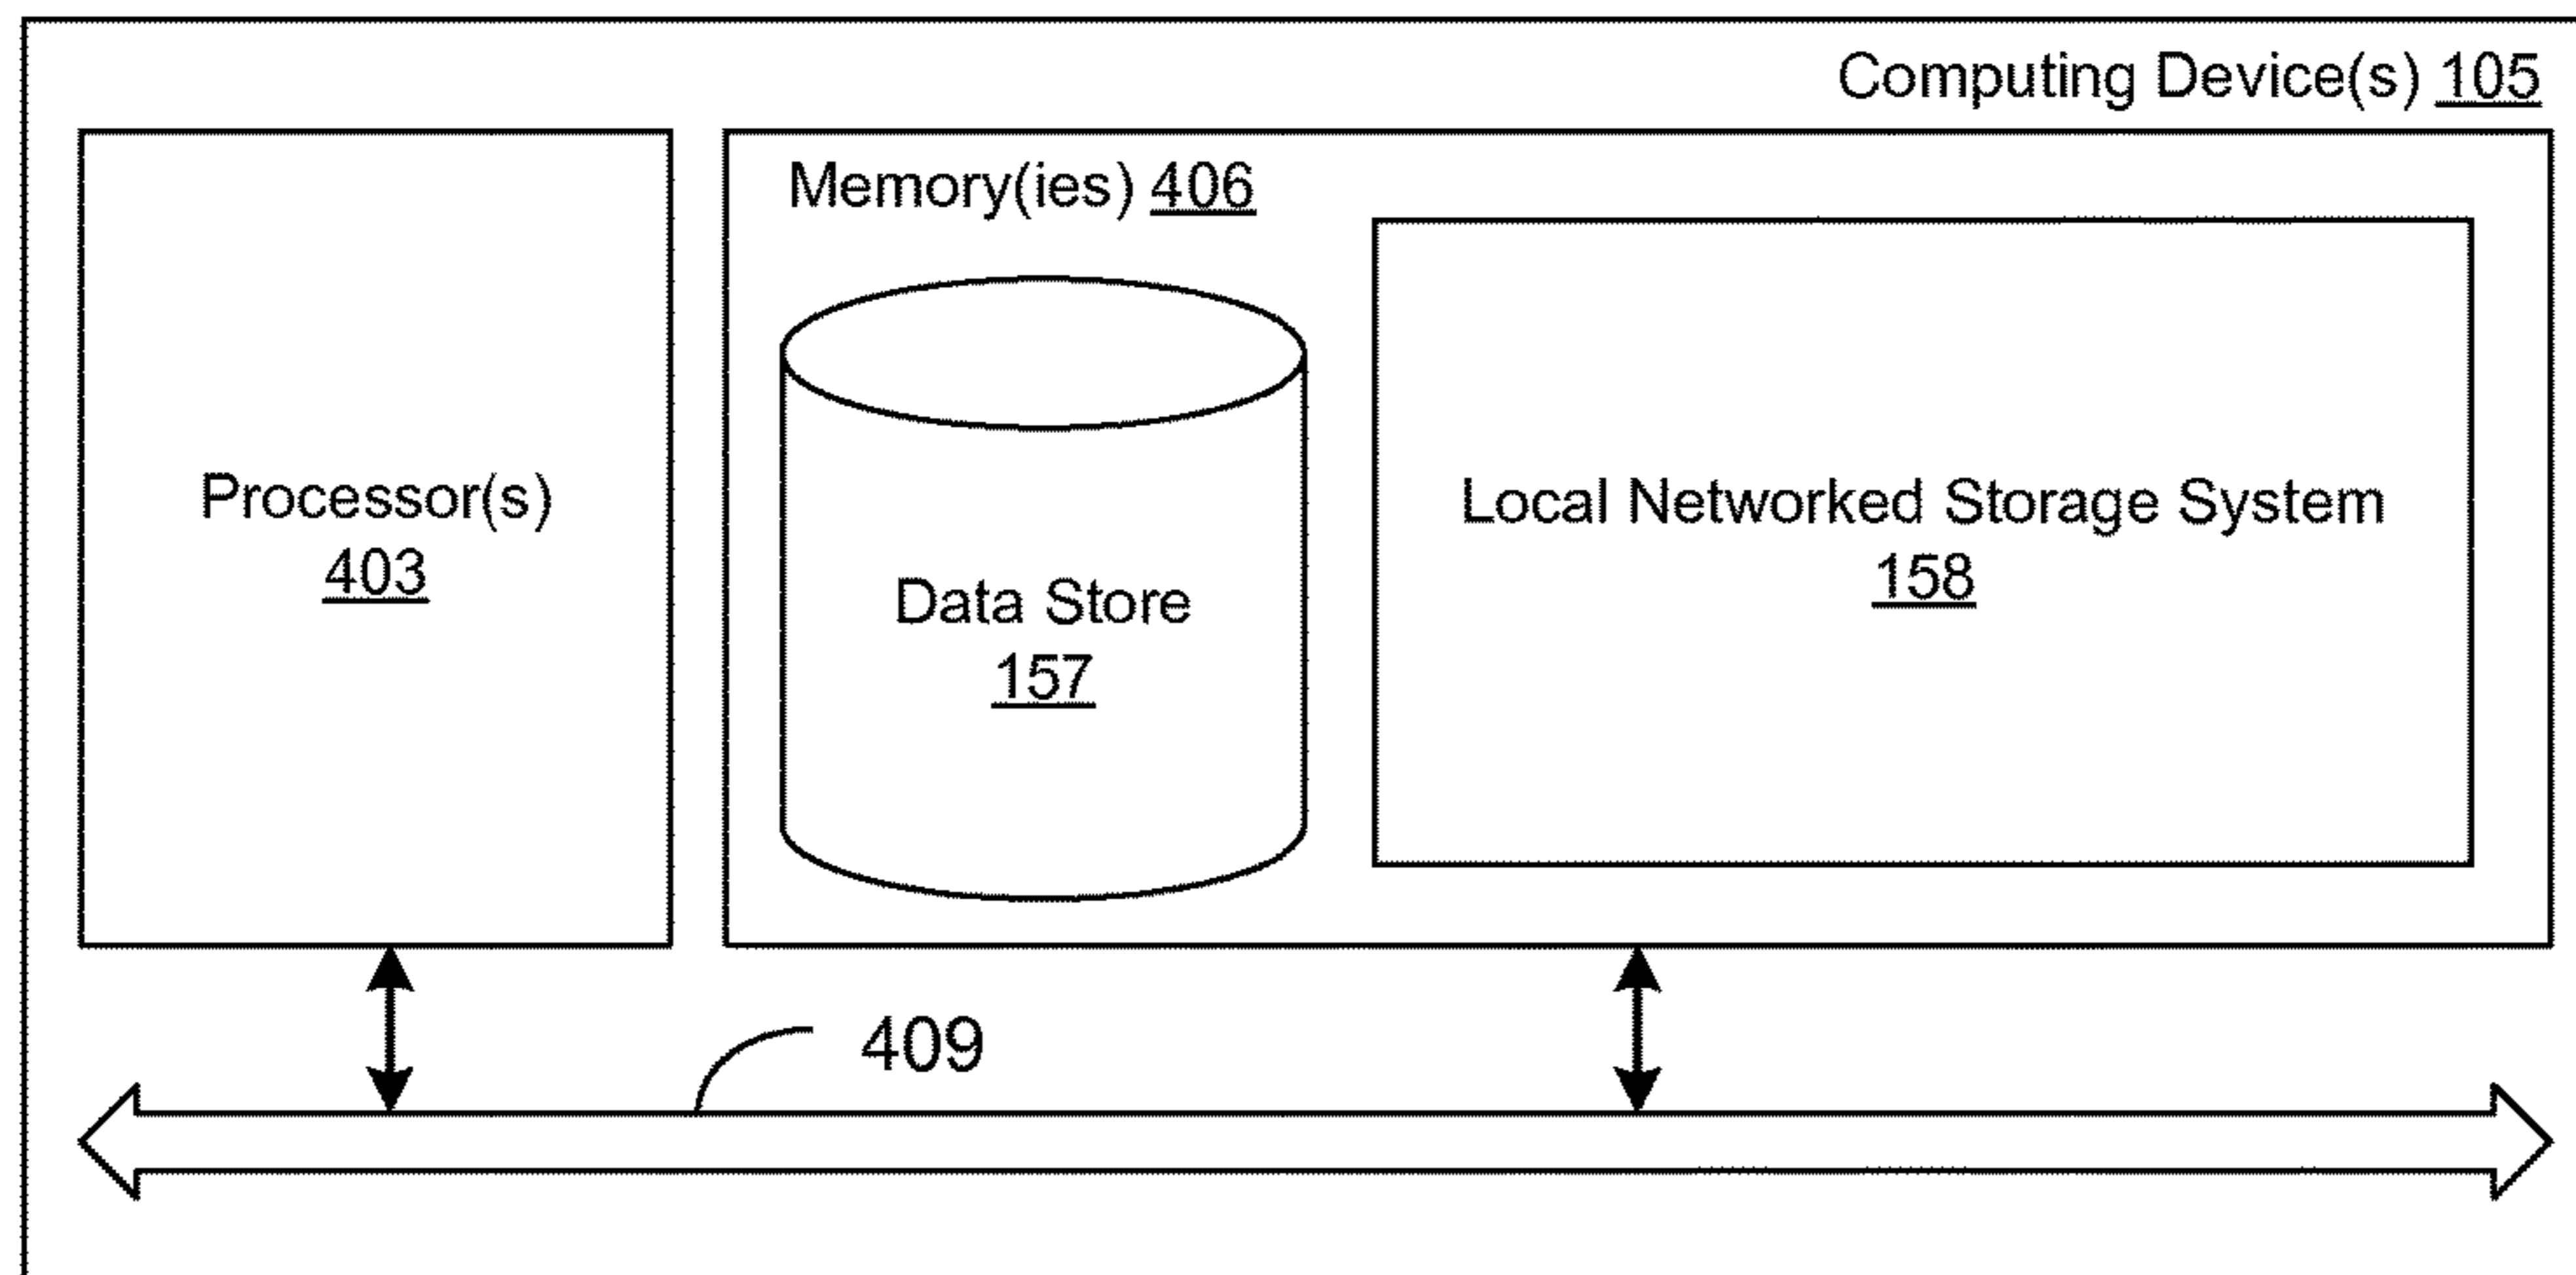 Computing Device(s) 105
Memory(ies) 406
Processor(s)
403
Data Store
157
Local Networked Storage System
158
409